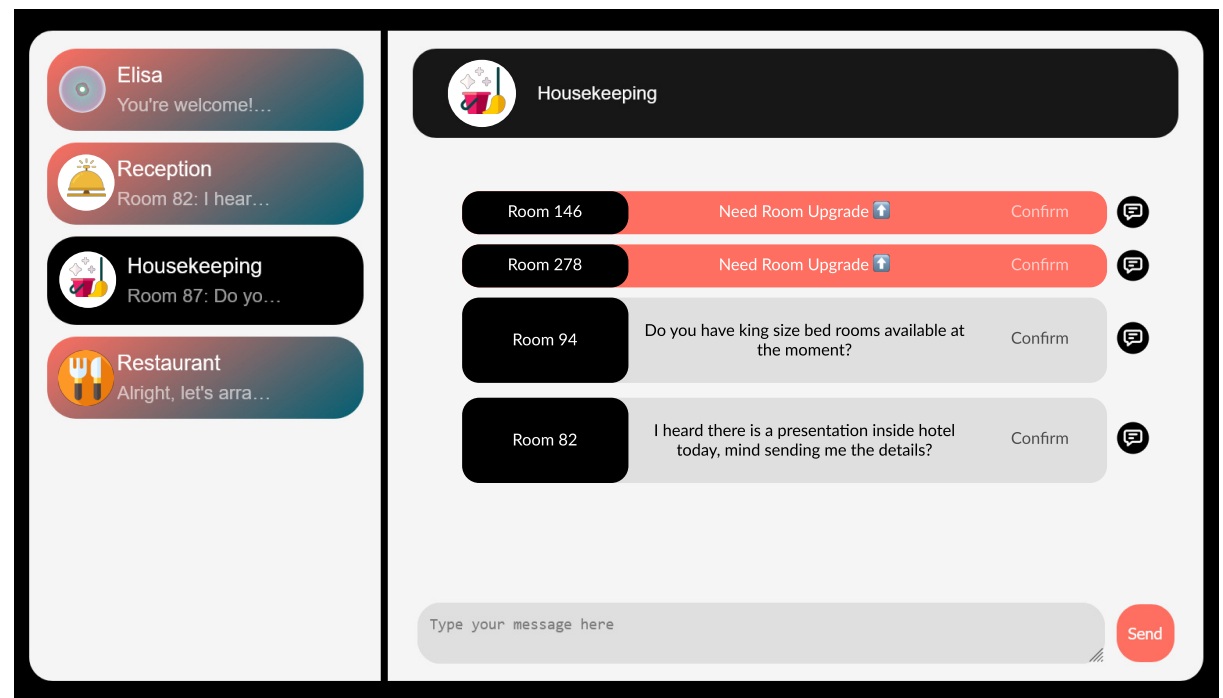 Elisa
You're welcome!...
Reception
Room 82: I hear...
Housekeeping
Room 87: Do yo...
Restaurant
Alright, let's arra...
Housekeeping
Room 146 Need Room Upgrade ⬆️ Confirm
Room 278 Need Room Upgrade ⬆️ Confirm
Room 94 Do you have king size bed rooms available at
the moment? Confirm
Room 82 I heard there is a presentation inside hotel
today, mind sending me the details? Confirm
Type your message here
Send